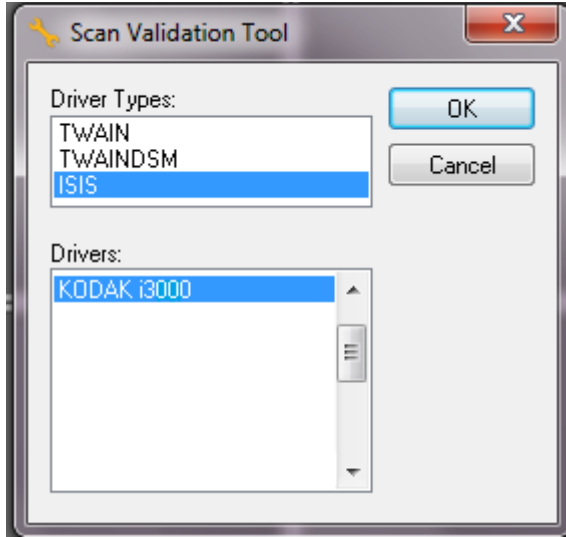 Scan Validation Tool
Driver Types:
TWAIN
TWAINDSM
ISIS
OK
Cancel
Drivers:
KODAK i3000